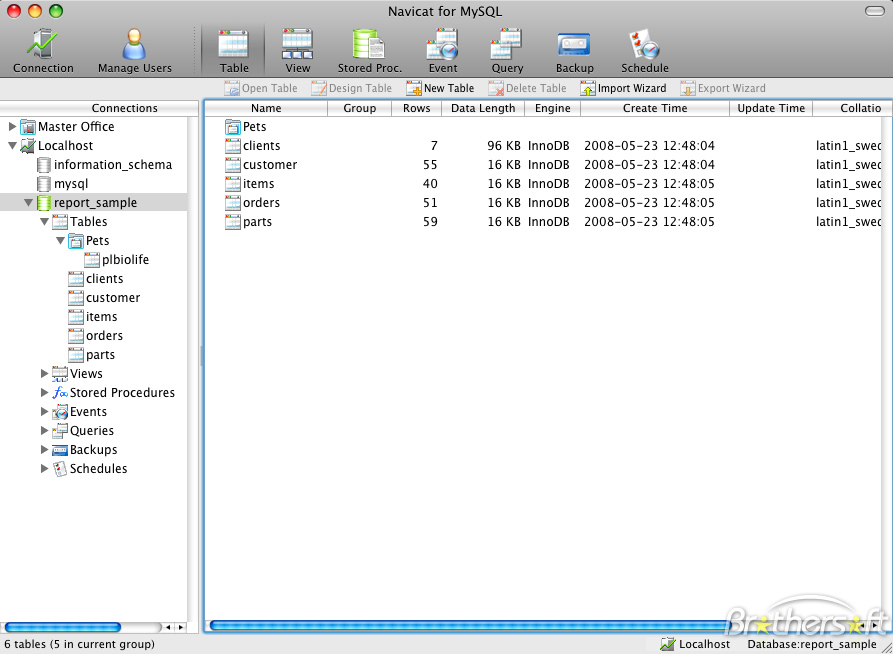 Navicat for MySQL
Connection Manage Users Table View Stored Proc. Event Query Backup Schedule
Open Table Design Table New Table Delete Table Import Wizard Export Wizard
Connections
Master Office
Localhost
information_schema
mysql
report_sample
Tables
Pets
plbiolife
clients
customer
items
orders
parts
Views
Stored Procedures
Events
Queries
Backups
Schedules
Name Group Rows Data Length Engine Create Time Update Time Collatio
Pets
clients 7 96 KB InnoDB 2008-05-23 12:48:04 latin1_swed
customer 55 16 KB InnoDB 2008-05-23 12:48:04 latin1_swed
items 40 16 KB InnoDB 2008-05-23 12:48:05 latin1_swed
orders 51 16 KB InnoDB 2008-05-23 12:48:05 latin1_swed
parts 59 16 KB InnoDB 2008-05-23 12:48:05 latin1_swed
Brothersoft
6 tables (5 in current group) Localhost Database:report_sample